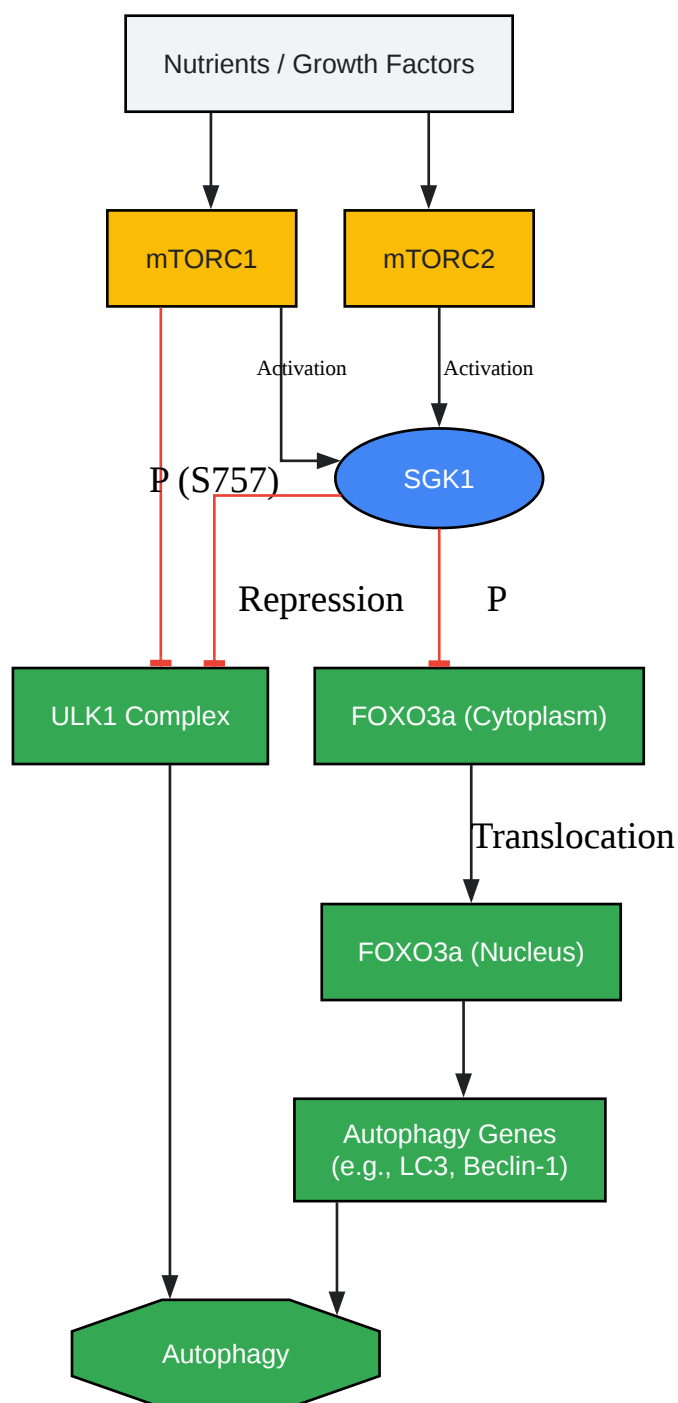 Nutrients / Growth Factors
mTORC1
mTORC2
Activation
Activation
P (S757)
SGK1
Repression
P
ULK1 Complex
FOXO3a (Cytoplasm)
Translocation
FOXO3a (Nucleus)
Autophagy Genes
(e.g., LC3, Beclin-1)
Autophagy